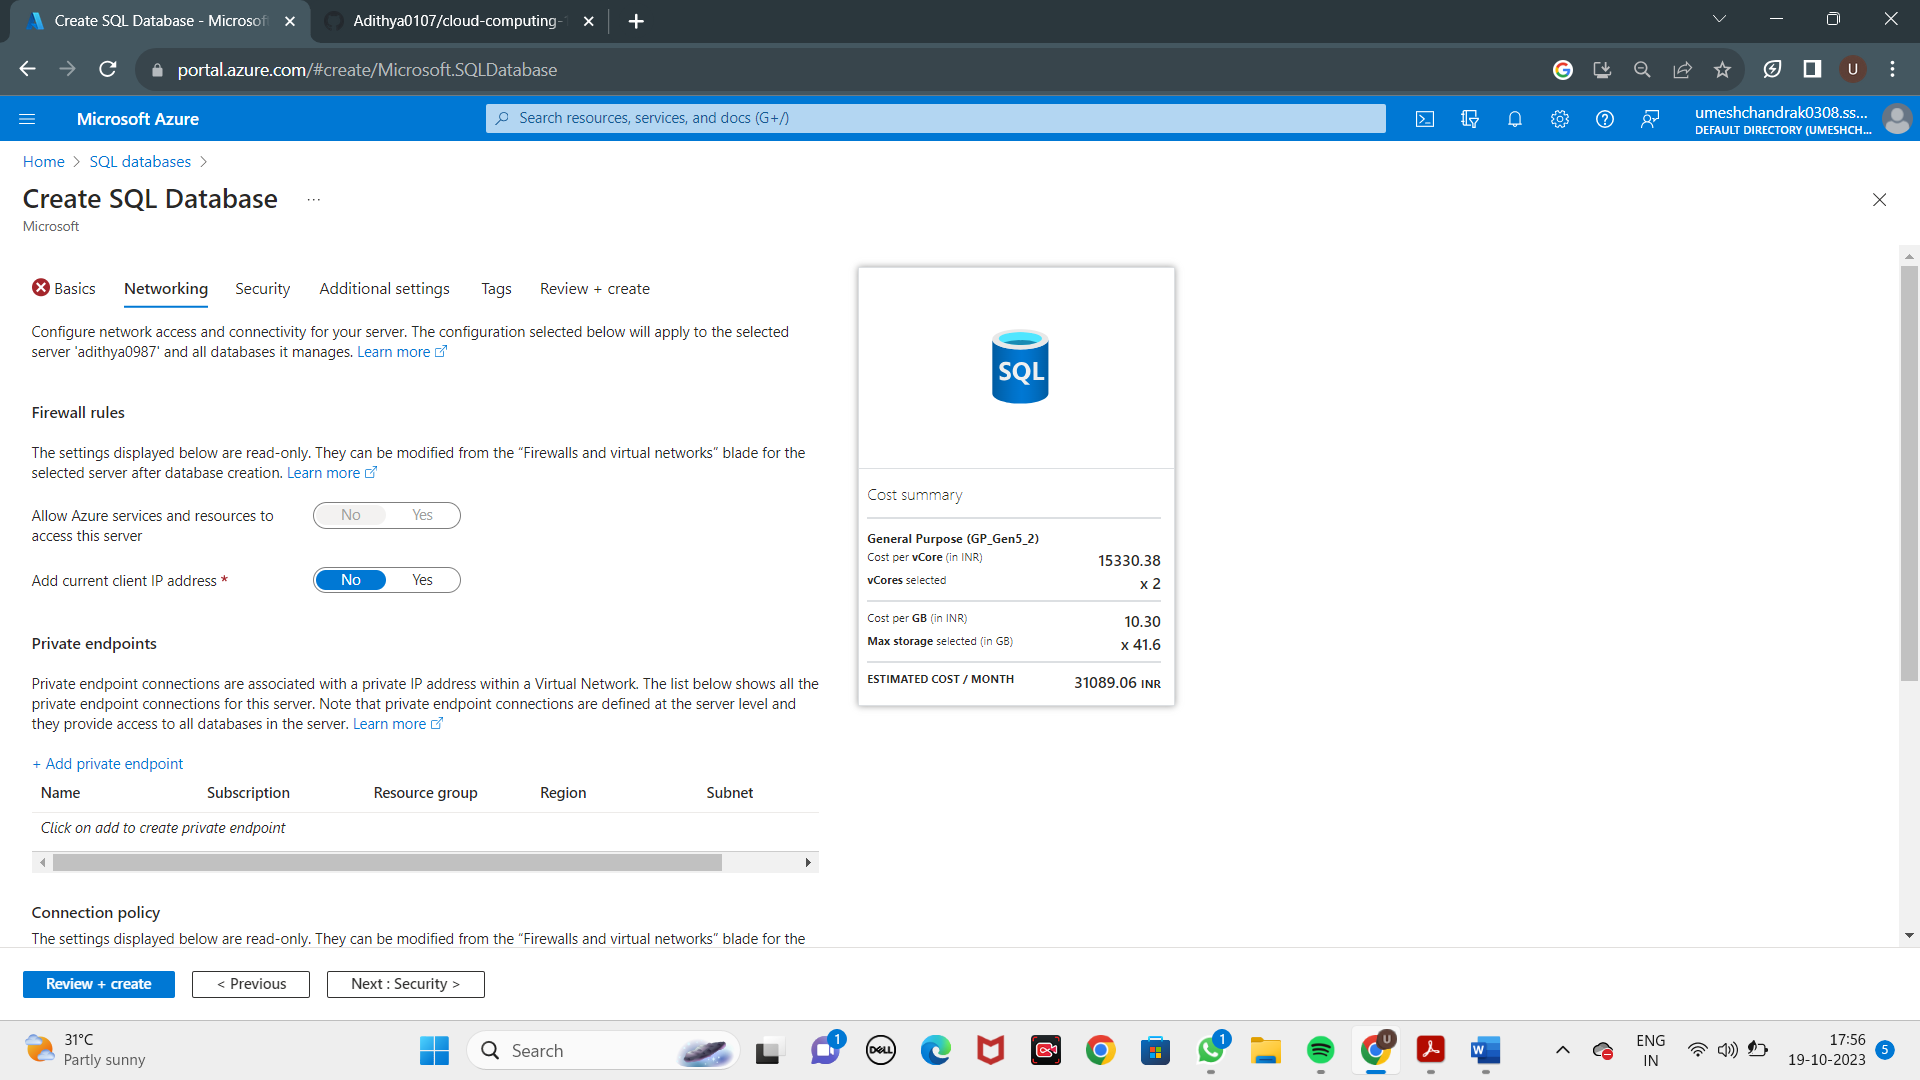 Create SQL Database - Microsof
Adithya0107/cloud-computing-
portal.azure.com/#create/Microsoft.SQLDatabase
U
Microsoft Azure
Search resources, services, and docs (G+/)
umeshchandrak0308.ss...
DEFAULT DIRECTORY (UMESHCH...
Home > SQL databases >
Create SQL Database ...
Microsoft
Basics Networking Security Additional settings Tags Review + create
Configure network access and connectivity for your server. The configuration selected below will apply to the selected
server 'adithya0987' and all databases it manages. Learn more
Firewall rules
The settings displayed below are read-only. They can be modified from the “Firewalls and virtual networks” blade for the
selected server after database creation. Learn more
Allow Azure services and resources to
access this server
No Yes
Add current client IP address *
No Yes
Private endpoints
Private endpoint connections are associated with a private IP address within a Virtual Network. The list below shows all the
private endpoint connections for this server. Note that private endpoint connections are defined at the server level and
they provide access to all databases in the server. Learn more
+ Add private endpoint
Name Subscription Resource group Region Subnet
Click on add to create private endpoint
Connection policy
The settings displayed below are read-only. They can be modified from the “Firewalls and virtual networks” blade for the
SQL
Cost summary
General Purpose (GP_Gen5_2)
Cost per vCore (in INR) 15330.38
vCores selected x 2
Cost per GB (in INR) 10.30
Max storage selected (in GB) x 41.6
ESTIMATED COST / MONTH 31089.06 INR
Review + create < Previous Next : Security >
31°C
Partly sunny
Search
1
DELL
1
U
W
ENG
IN
17:56
19-10-2023
5